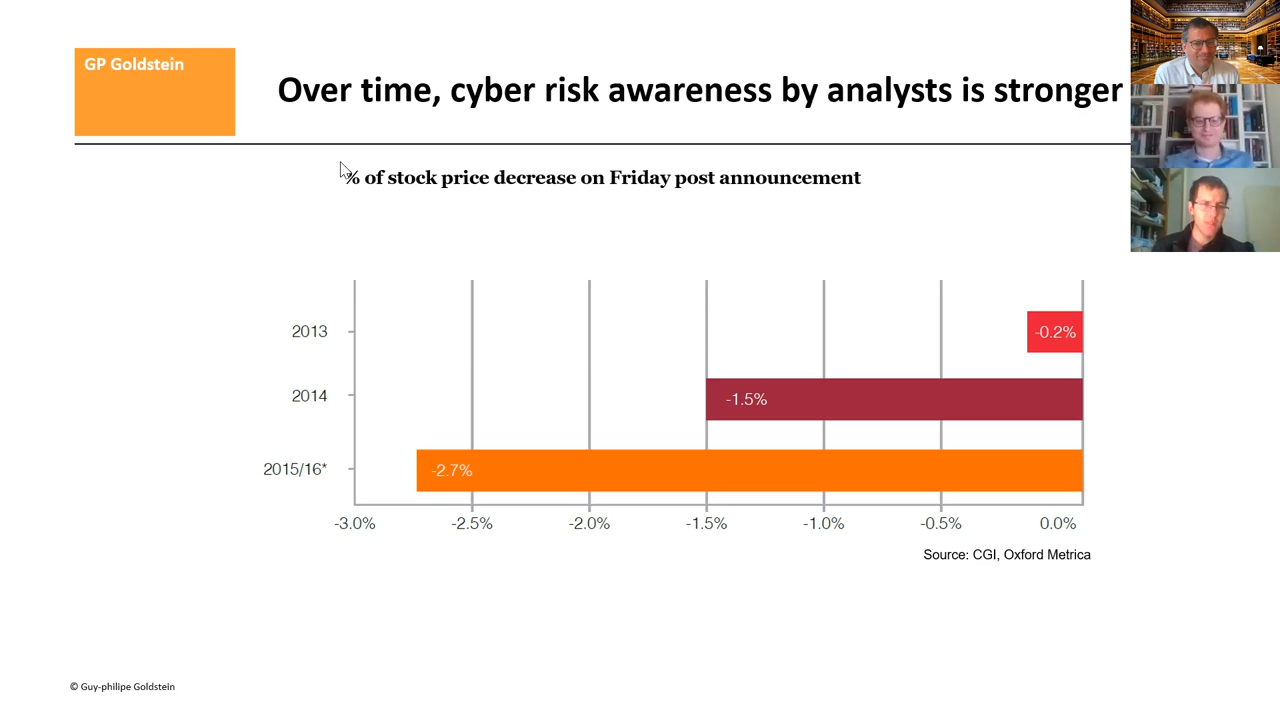 GP Goldstein
Over time, cyber risk awareness by analysts is stronger
% of stock price decrease on Friday post announcement
2013
-0.2%
2014
-1.5%
2015/16*
-2.7%
-3.0%
-2.5%
-2.0%
-1.5%
-1.0%
-0.5%
0.0%
Source: CGI, Oxford Metrica
© Guy-philipe Goldstein